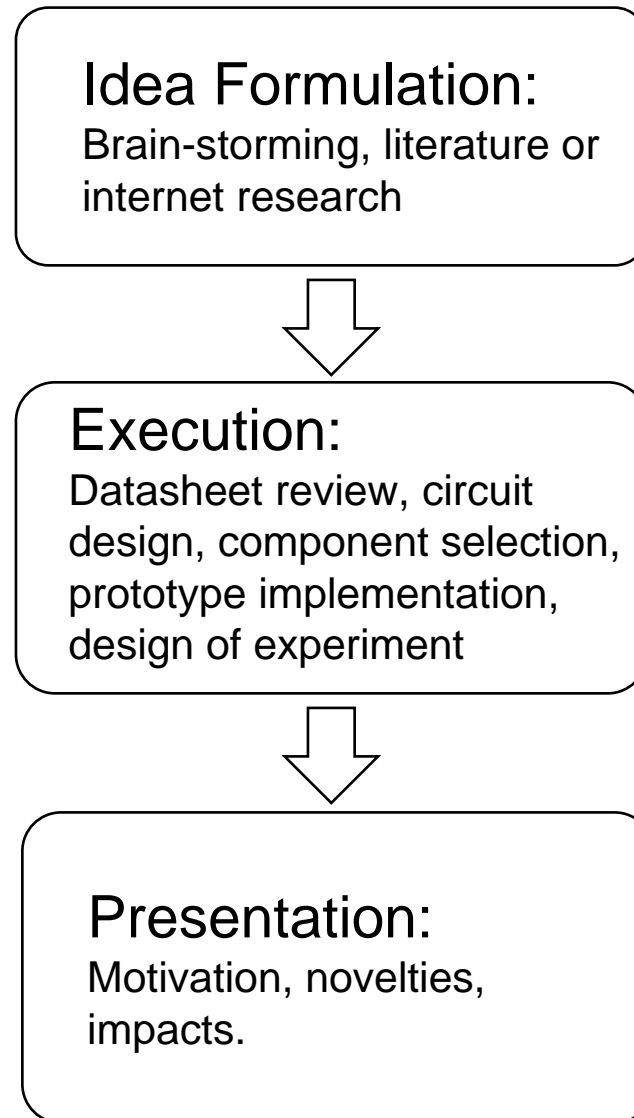 Idea Formulation:
Brain-storming, literature or
internet research
Execution:
Datasheet review, circuit
design, component selection,
prototype implementation,
design of experiment
Presentation:
Motivation, novelties,
impacts.